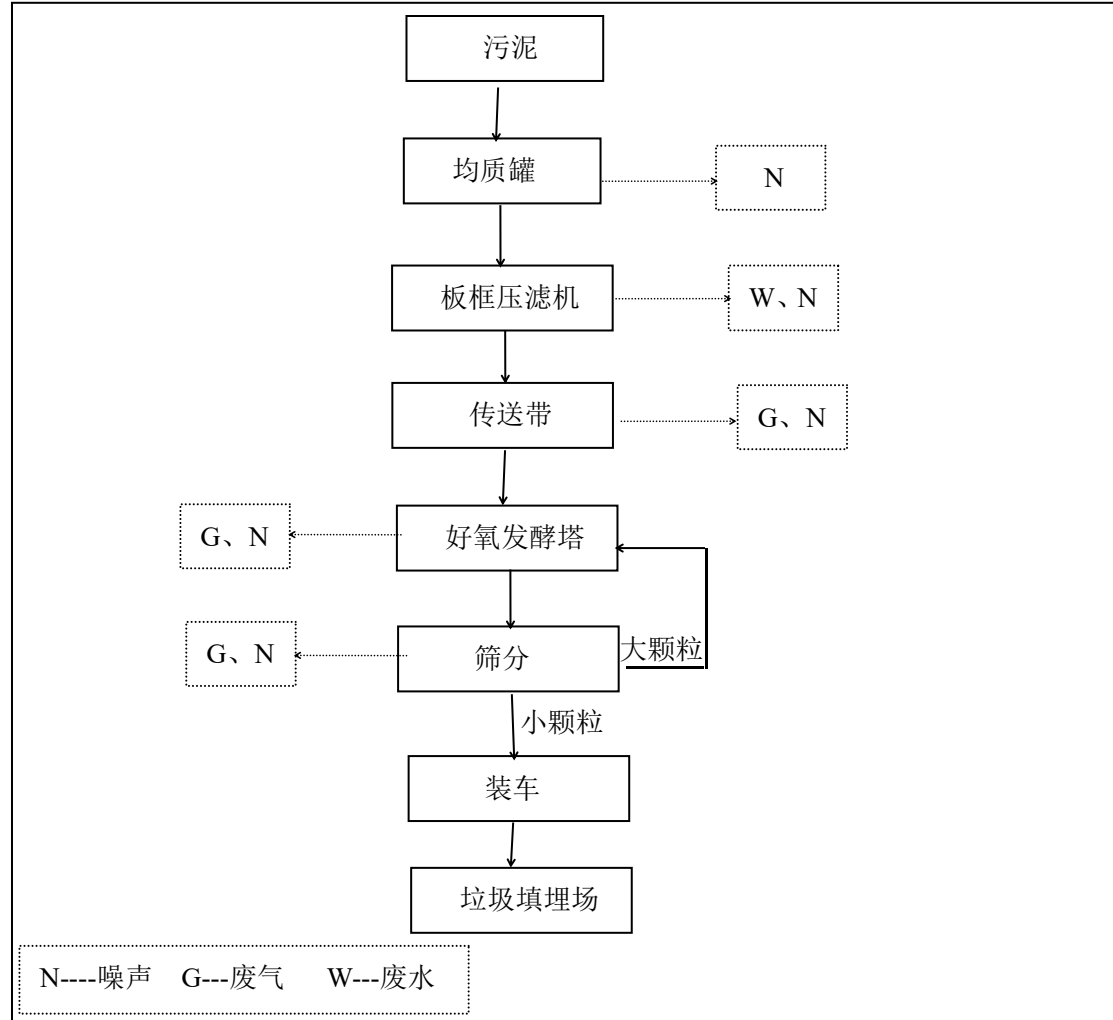 污泥
均质罐
N
板框压滤机
W、N
传送带
G、N
G、N
好氧发酵塔
G、N
筛分
大颗粒
小颗粒
装车
垃圾填埋场
N----噪声 G---废气 W---废水